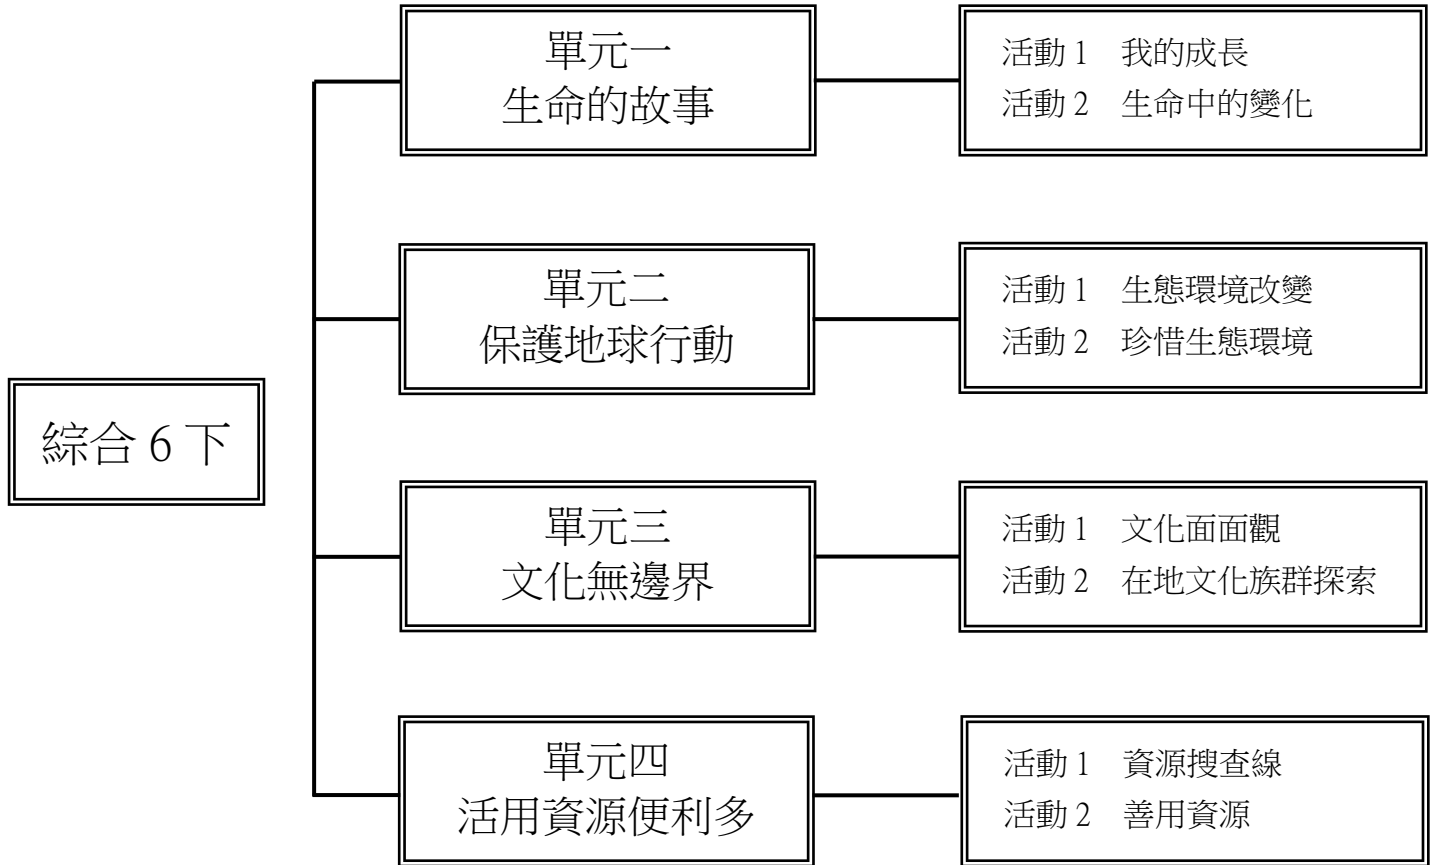 綜合 6 下
單元一
生命的故事
活動 1 我的成長
活動 2 生命中的變化
單元二
保護地球行動
活動 1 生態環境改變
活動 2 珍惜生態環境
單元三
文化無邊界
活動 1 文化面面觀
活動 2 在地文化族群探索
單元四
活用資源便利多
活動 1 資源搜查線
活動 2 善用資源